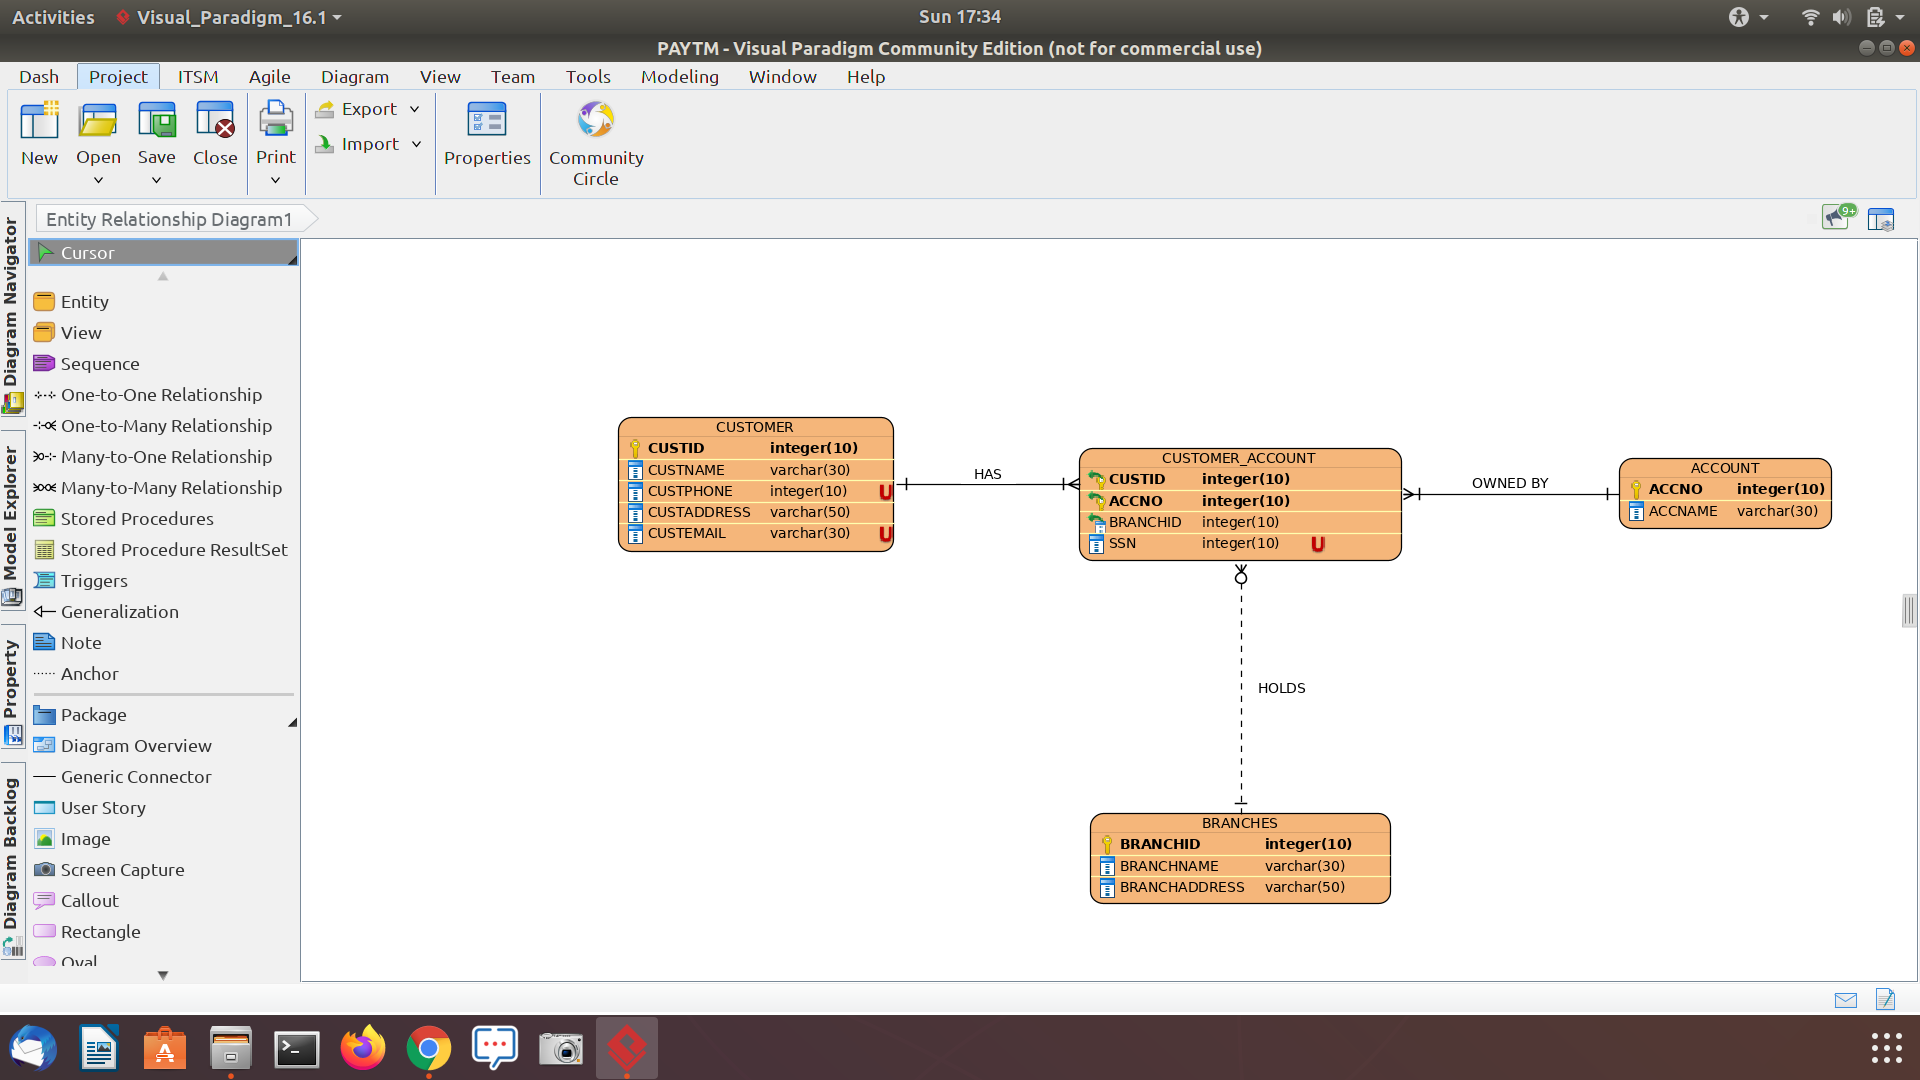 Activities
Visual_Paradigm_16.1
Sun 17:34
PAYTM - Visual Paradigm Community Edition (not for commercial use)
Dash Project ITSM Agile Diagram View Team Tools Modeling Window Help
New
Open
Save
Close
Print
Export
Import
Properties
Community
Circle
Entity Relationship Diagram1
9+
Diagram Navigator
Model Explorer
Property
Diagram Backlog
Cursor
Entity
View
Sequence
One-to-One Relationship
One-to-Many Relationship
Many-to-One Relationship
Many-to-Many Relationship
Stored Procedures
Stored Procedure ResultSet
Triggers
Generalization
Note
Anchor
Package
Diagram Overview
Generic Connector
User Story
Image
Screen Capture
Callout
Rectangle
Oval
CUSTOMER
CUSTID integer(10)
CUSTNAME varchar(30)
CUSTPHONE integer(10) U
CUSTADDRESS varchar(50)
CUSTEMAIL varchar(30) U
HAS
CUSTOMER_ACCOUNT
CUSTID integer(10)
ACCNO integer(10)
BRANCHID integer(10)
SSN integer(10) U
OWNED BY
ACCOUNT
ACCNO integer(10)
ACCNAME varchar(30)
HOLDS
BRANCHES
BRANCHID integer(10)
BRANCHNAME varchar(30)
BRANCHADDRESS varchar(50)